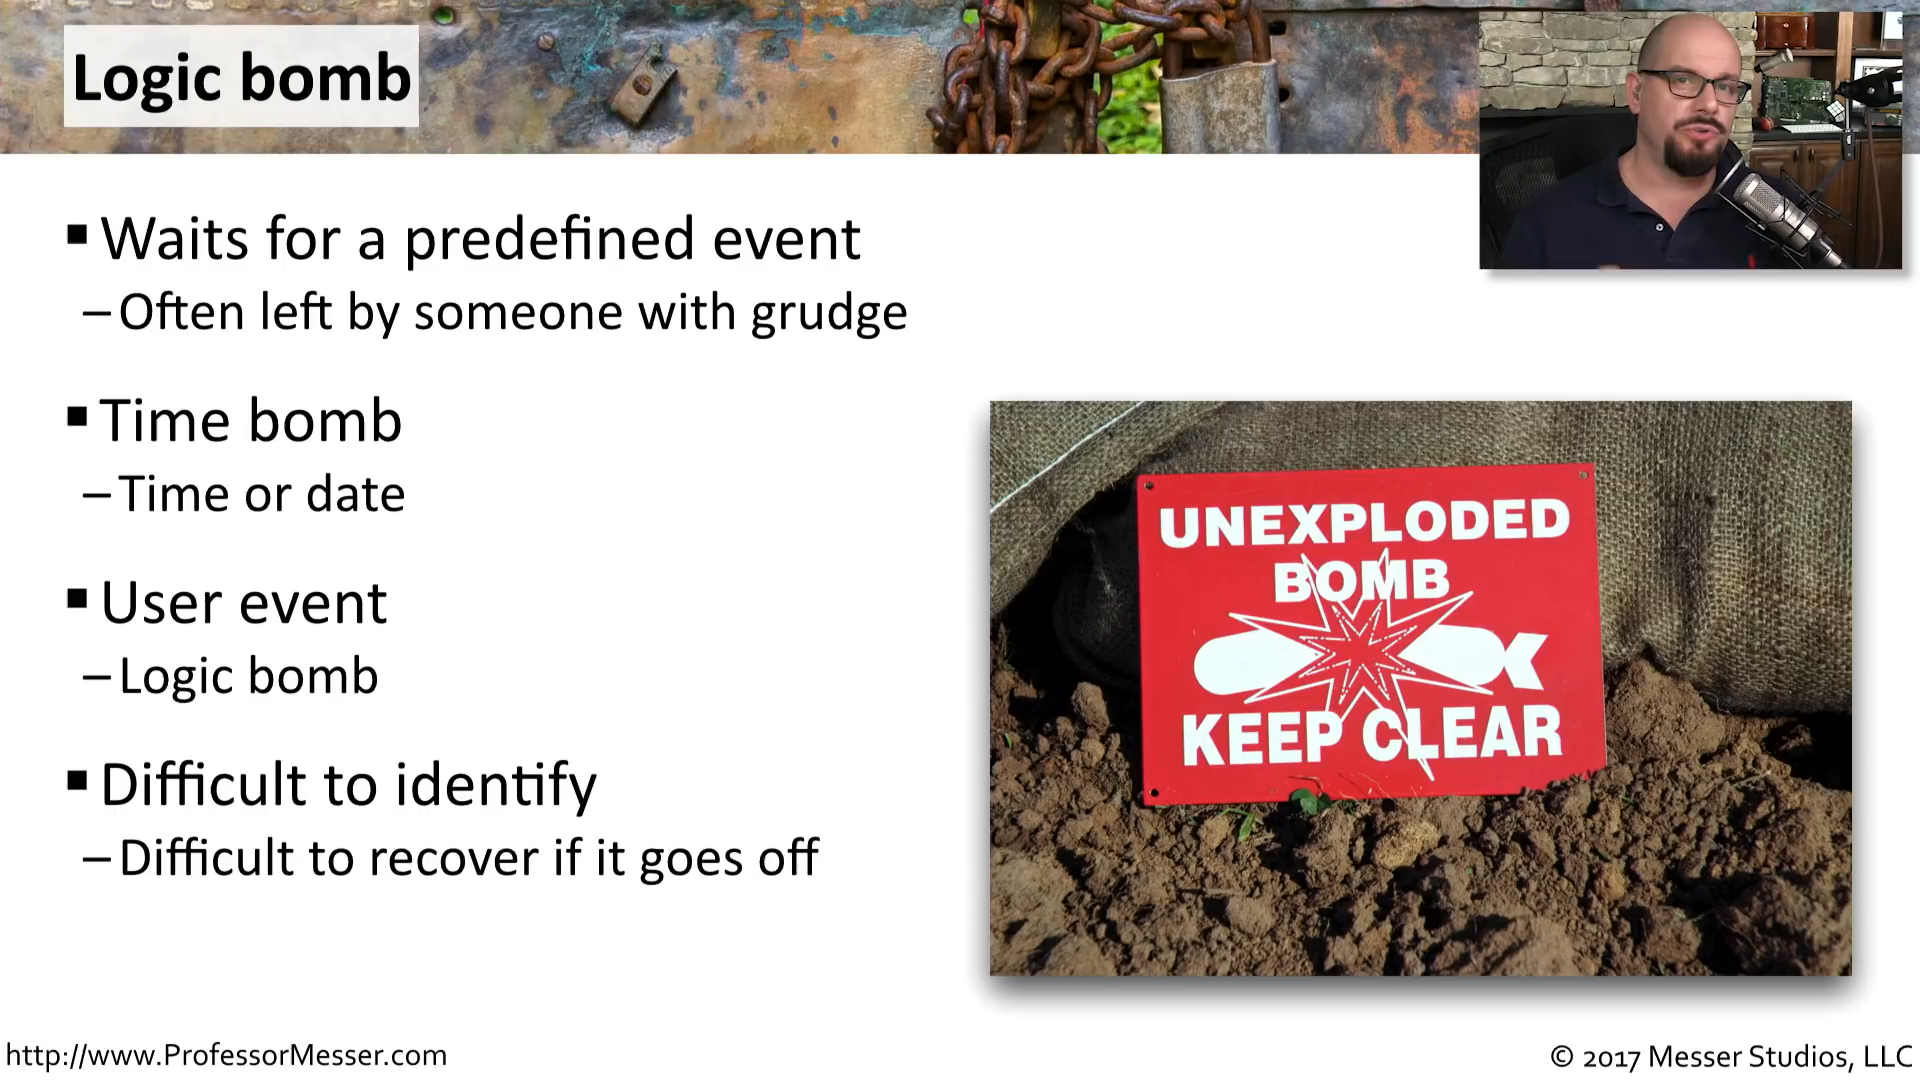 Logic bomb
▪ Waits for a predefined event
– Often left by someone with grudge
▪ Time bomb
– Time or date
▪ User event
– Logic bomb
▪ Difficult to identify
– Difficult to recover if it goes off
UNEXPLODED
BOMB
KEEP CLEAR
http://www.ProfessorMesser.com
© 2017 Messer Studios, LLC